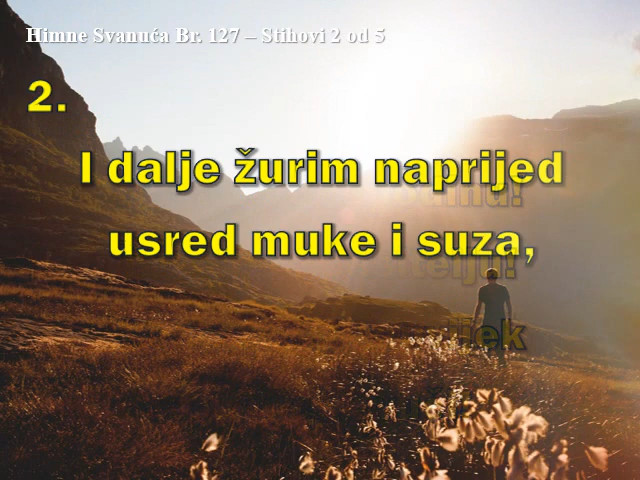 Himne Svanuća Br. 127 – Stihovi 2 od 5
2.
I dalje žurim naprijed
usred muke i suza,